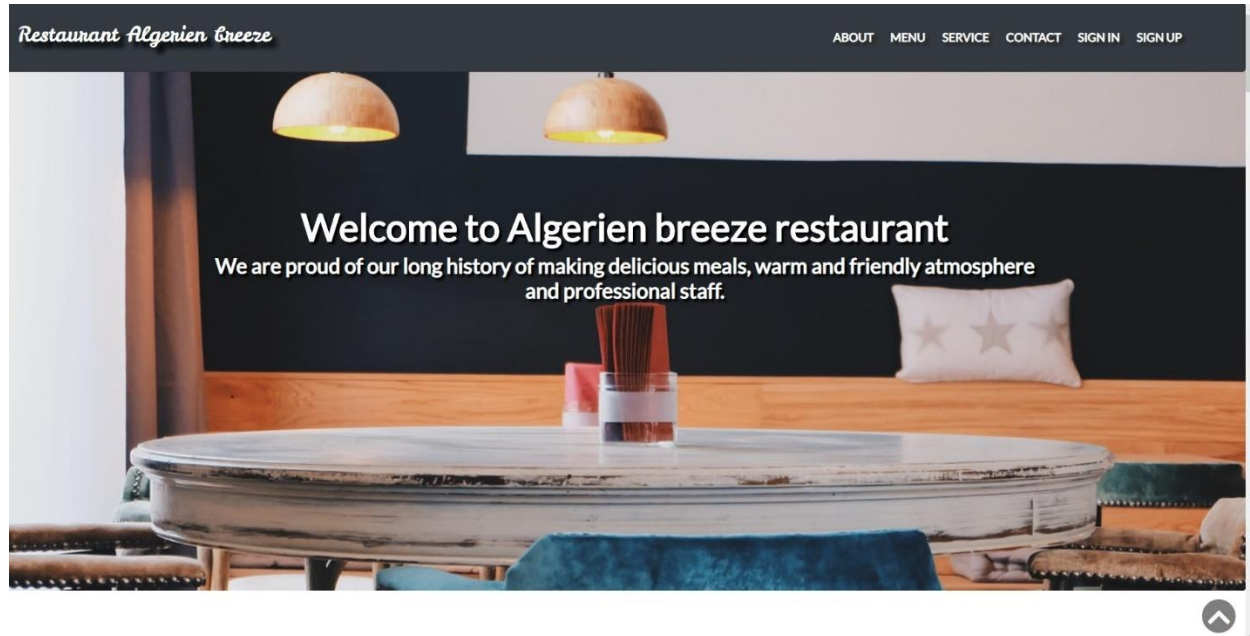 Restaurant Algerien breeze
ABOUT MENU SERVICE CONTACT SIGN IN SIGN UP
Welcome to Algerien breeze restaurant
We are proud of our long history of making delicious meals, warm and friendly atmosphere
and professional staff.